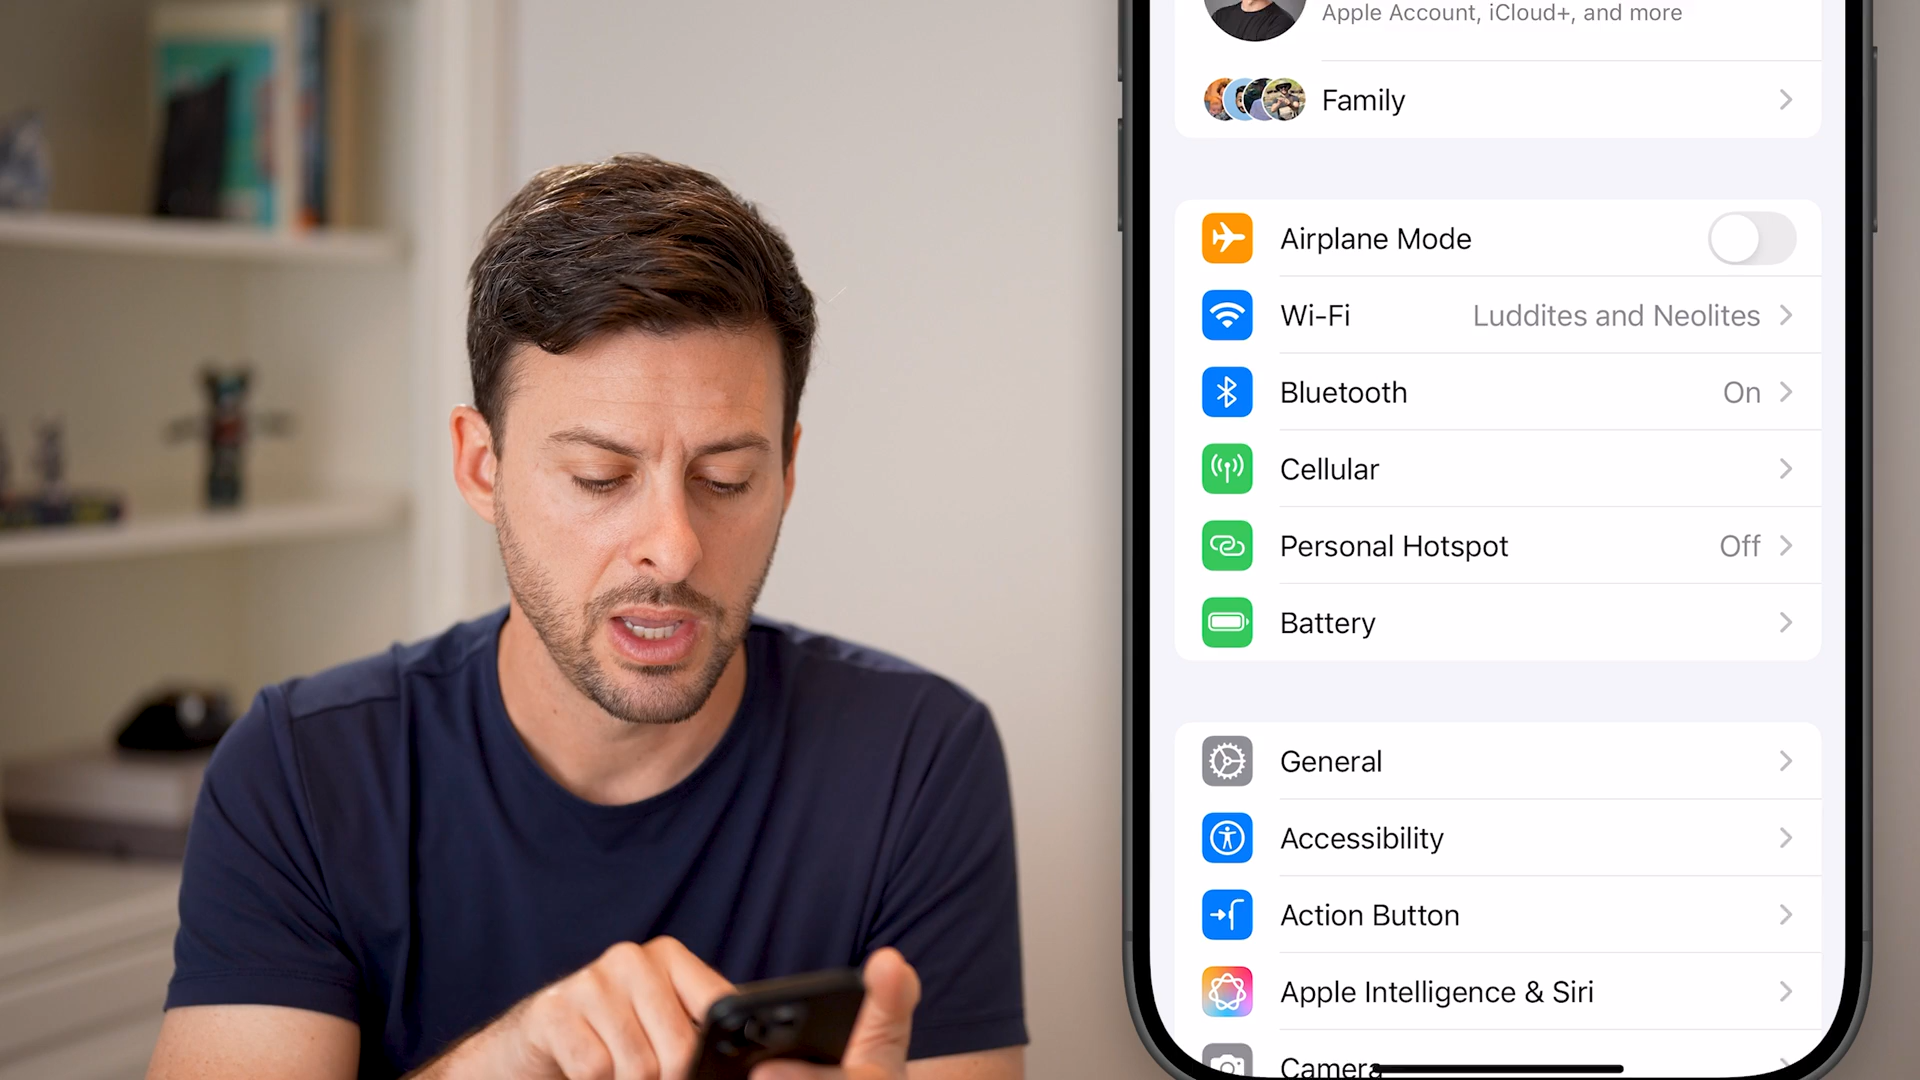 Apple Account, iCloud+, and more
Family
Airplane Mode
Wi-Fi Luddites and Neolites
Bluetooth On
Cellular
Personal Hotspot Off
Battery
General
Accessibility
Action Button
Apple Intelligence & Siri
Camera